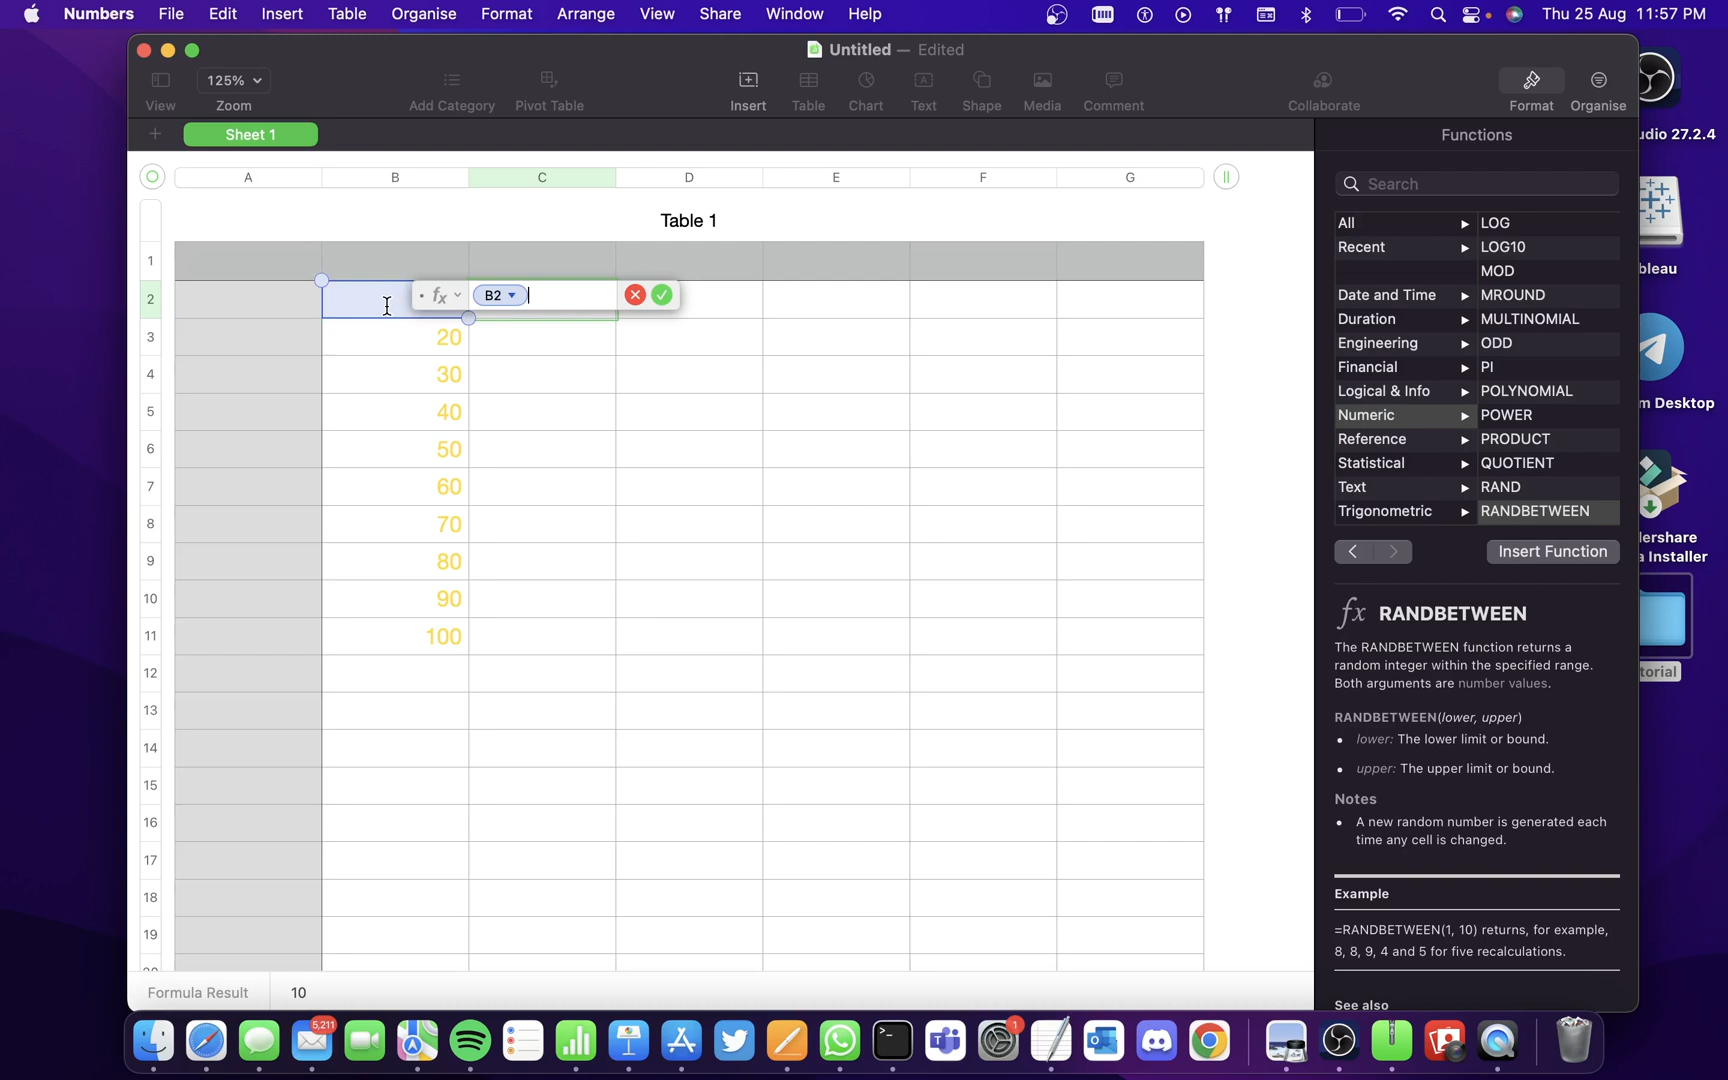 Numbers File Edit Insert Table Organise Format Arrange View Share Window Help Thu 25 Aug 11:57 PM
Untitled — Edited
125%
View Zoom Add Category Pivot Table Insert Table Chart Text Shape Media Comment Collaborate Format Organise
Sheet 1
Functions
Search
A B C D E F G
Table 1
1
2 fx B2
3 20
4 30
5 40
6 50
7 60
8 70
9 80
10 90
11 100
12
13
14
15
16
17
18
19
20
Formula Result 10
All LOG
Recent LOG10
MOD
Date and Time MROUND
Duration MULTINOMIAL
Engineering ODD
Financial PI
Logical & Info POLYNOMIAL
Numeric POWER
Reference PRODUCT
Statistical QUOTIENT
Text RAND
Trigonometric RANDBETWEEN
Insert Function
fx RANDBETWEEN
The RANDBETWEEN function returns a
random integer within the specified range.
Both arguments are number values.
RANDBETWEEN(lower, upper)
• lower: The lower limit or bound.
• upper: The upper limit or bound.
Notes
• A new random number is generated each
time any cell is changed.
Example
=RANDBETWEEN(1, 10) returns, for example,
8, 8, 9, 4 and 5 for five recalculations.
See also
udio 27.2.4
bleau
m Desktop
lershare
a Installer
torial
5,211
1